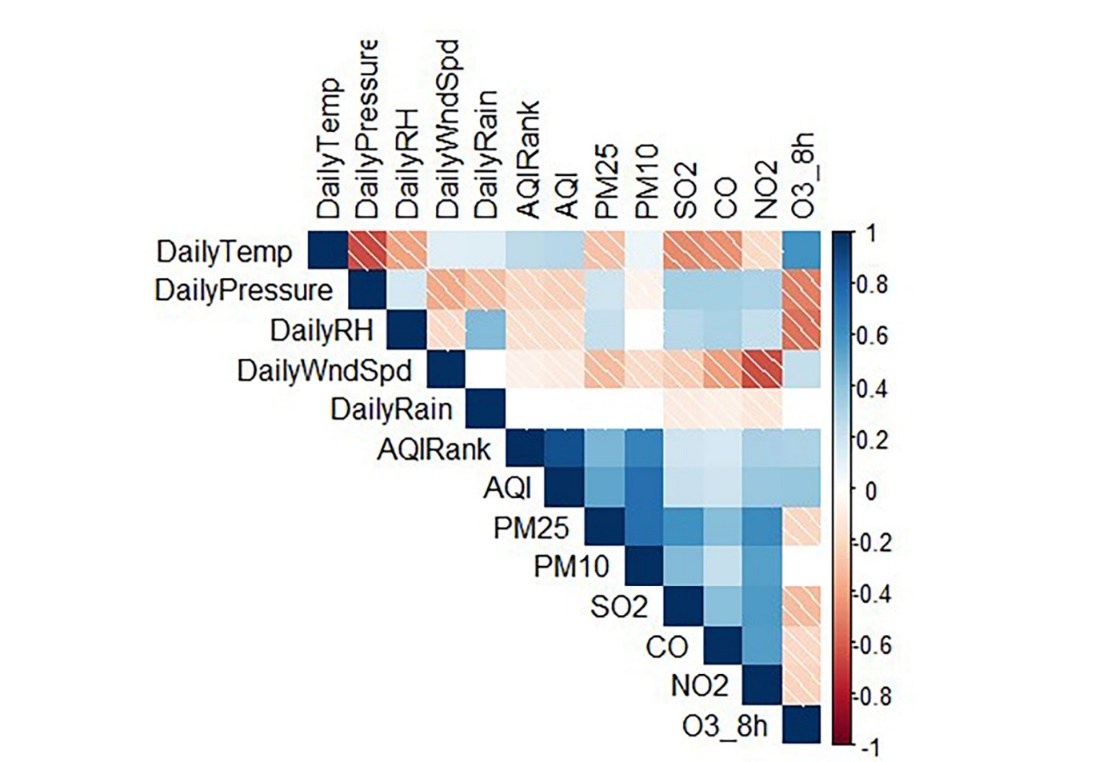 DailyTemp
DailyPressure
DailyRH
DailyWndSpd
DailyRain
AQIRank
AQI
PM25
PM10
SO2
CO
NO2
O3_8h
DailyTemp
DailyPressure
DailyRH
DailyWndSpd
DailyRain
AQIRank
AQI
PM25
PM10
SO2
CO
NO2
O3_8h
1
0.8
0.6
0.4
0.2
0
-0.2
-0.4
-0.6
-0.8
-1